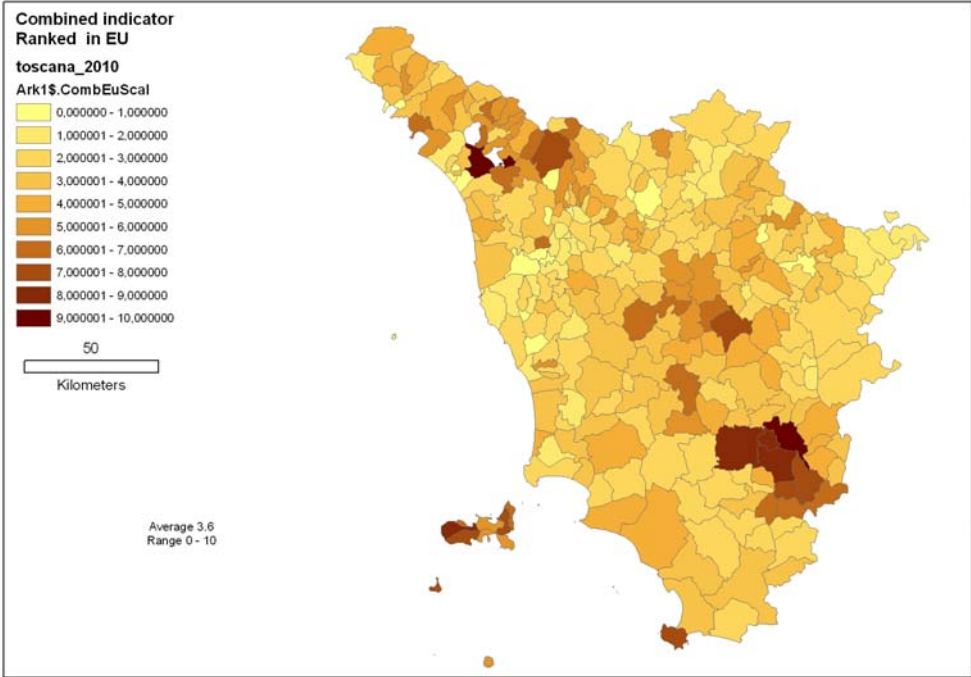 Combined indicator
Ranked in EU
toscana_2010
Ark1$.CombEuScal
0,000000 - 1,000000
1,000001 - 2,000000
2,000001 - 3,000000
3,000001 - 4,000000
4,000001 - 5,000000
5,000001 - 6,000000
6,000001 - 7,000000
7,000001 - 8,000000
8,000001 - 9,000000
9,000001 - 10,000000
50
Kilometers
Average 3.6
Range 0 - 10